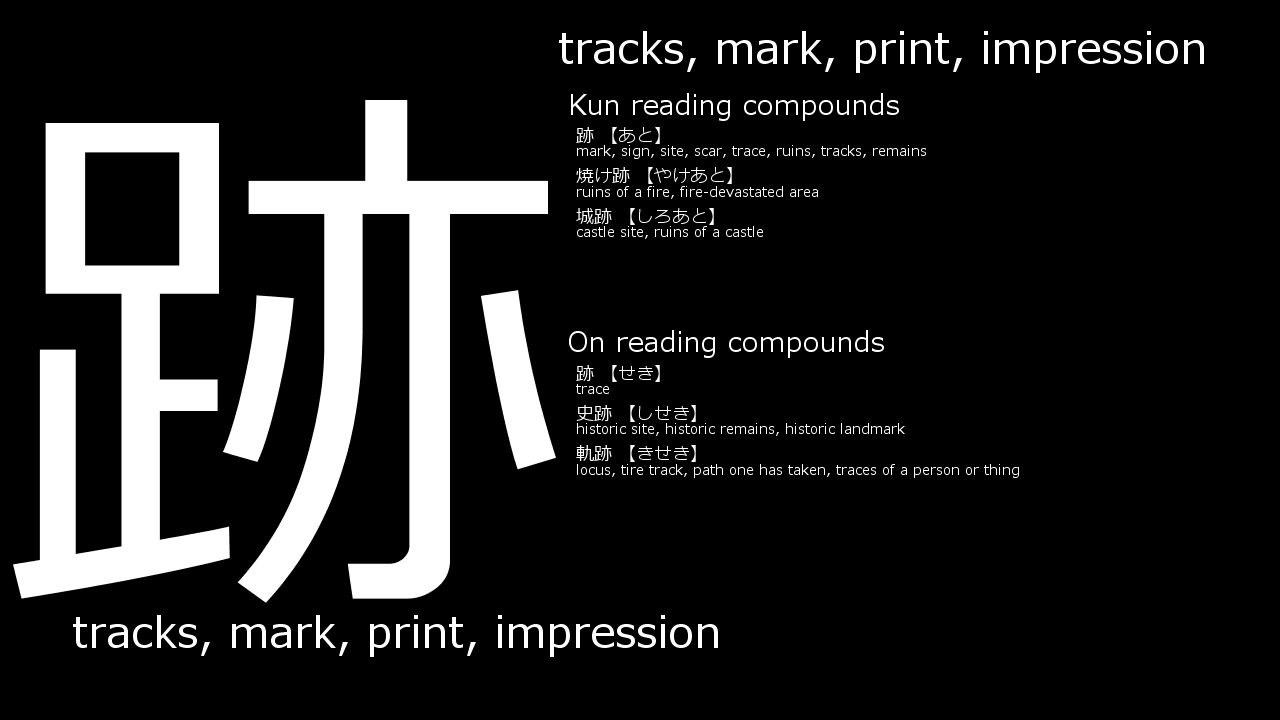 跡
tracks, mark, print, impression
tracks, mark, print, impression
Kun reading compounds
跡 【あと】
mark, sign, site, scar, trace, ruins, tracks, remains
焼け跡 【やけあと】
ruins of a fire, fire-devastated area
城跡 【しろあと】
castle site, ruins of a castle
On reading compounds
跡 【せき】
trace
史跡 【しせき】
historic site, historic remains, historic landmark
軌跡 【きせき】
locus, tire track, path one has taken, traces of a person or thing